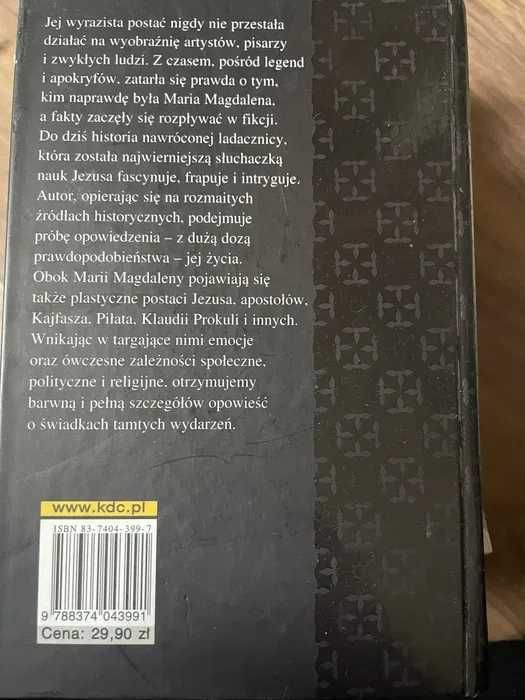 Jej wyrazista postać nigdy nie przestała
działać na wyobraźnię artystów, pisarzy
i zwykłych ludzi. Z czasem, pośród legend
i apokryfów, zatarła się prawda o tym,
kim naprawdę była Maria Magdalena,
a fakty zaczęły się rozpływać w fikcji.
Do dziś historia nawróconej ladacznicy,
która została najwierniejszą słuchaczką
nauk Jezusa fascynuje, frapuje i intryguje.
Autor, opierając się na rozmaitych
źródłach historycznych, podejmuje
próbę opowiedzenia – z dużą dozą
prawdopodobieństwa – jej życia.
Obok Marii Magdaleny pojawiają się
także plastyczne postaci Jezusa, apostołów,
Kajfasza, Piłata, Klaudii Prokuli i innych.
Wnikając w targające nimi emocje
oraz ówczesne zależności społeczne,
polityczne i religijne, otrzymujemy
barwną i pełną szczegółów opowieść
o świadkach tamtych wydarzeń.
www.kdc.pl
ISBN 83-7404-399-7
9 788374 043991
Cena: 29,90 zł